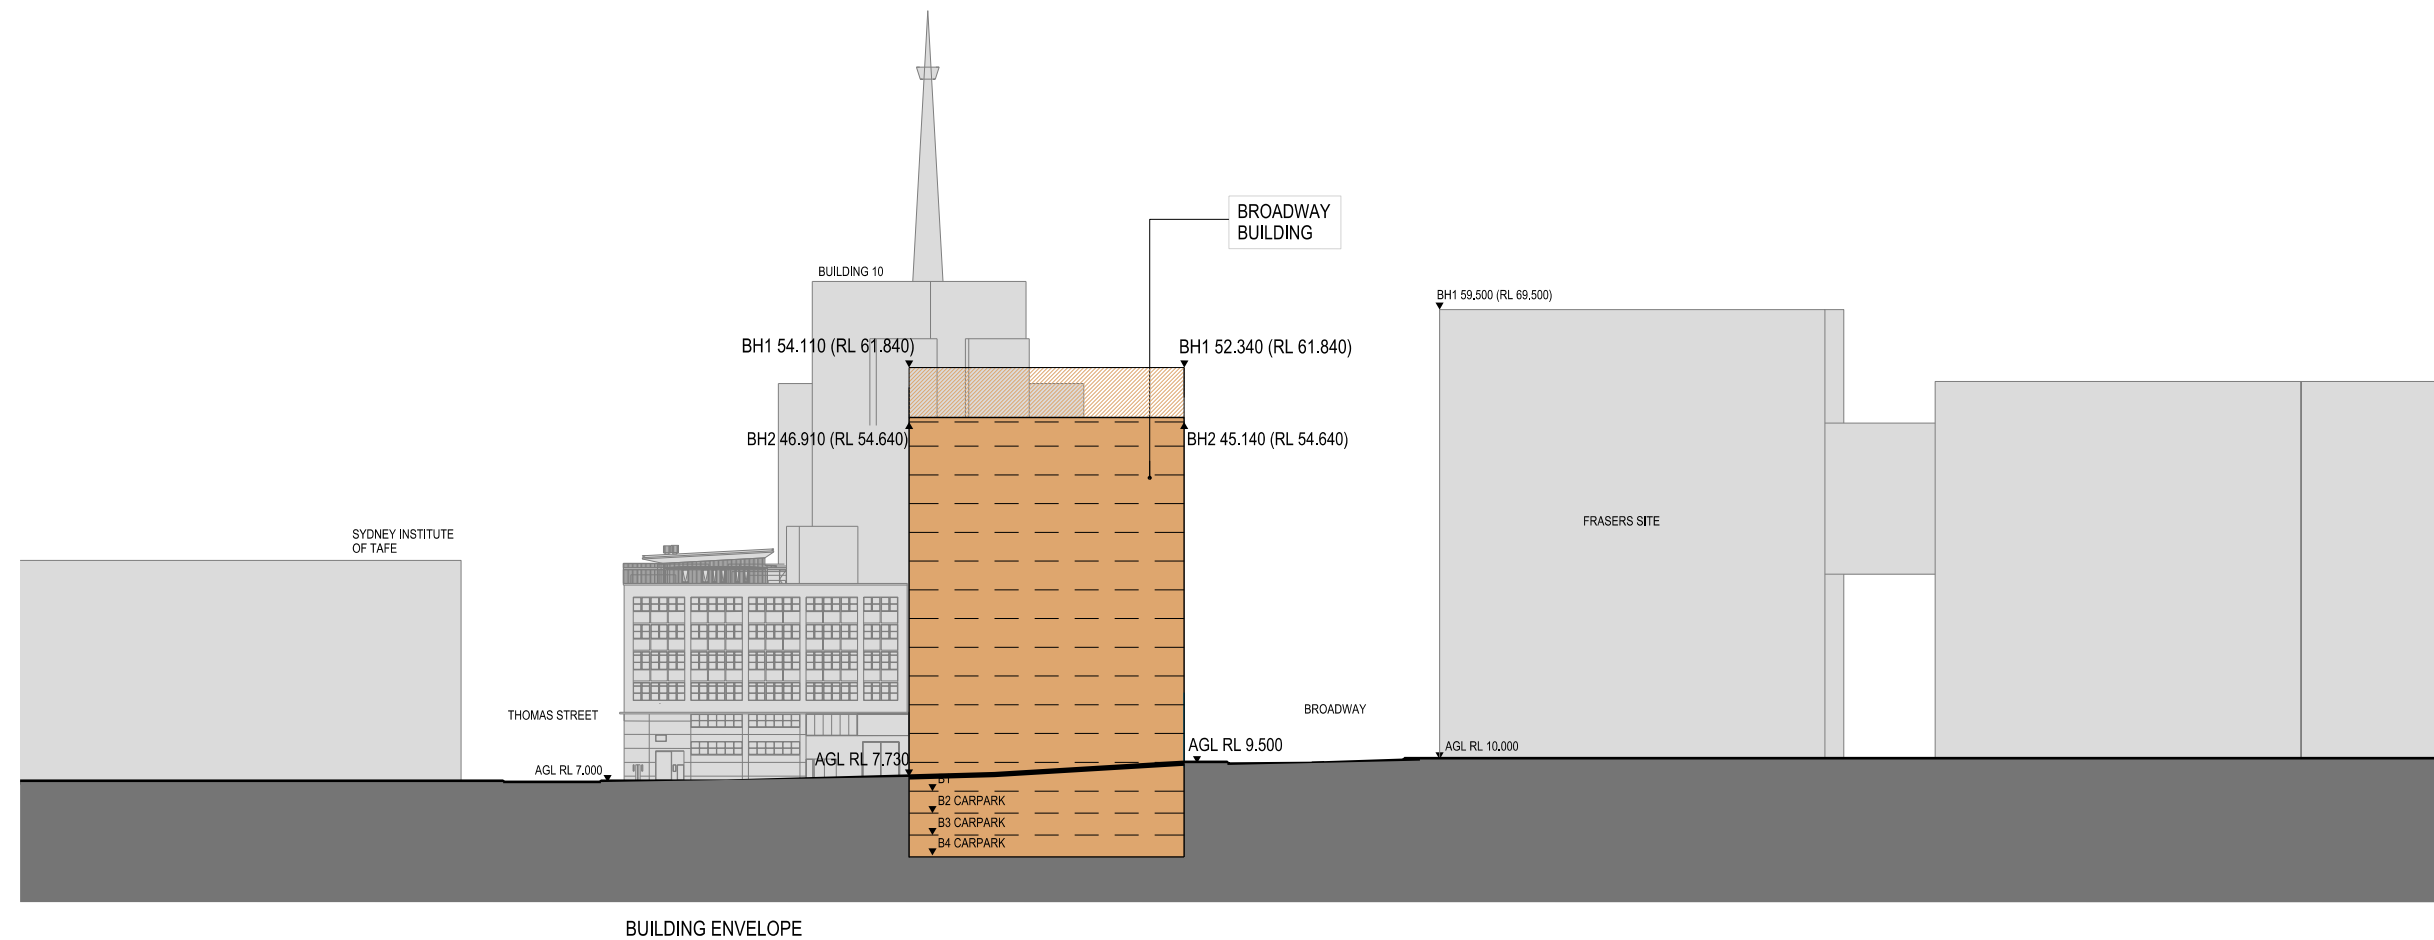 BROADWAY
BUILDING
BUILDING 10
BH1 59.500 (RL 69.500)
BH1 54.110 (RL 61.840)
BH1 52.340 (RL 61.840)
BH2 46.910 (RL 54.640)
BH2 45.140 (RL 54.640)
FRASERS SITE
SYDNEY INSTITUTE
OF TAFE
THOMAS STREET
BROADWAY
AGL RL 9.500
AGL RL 10.000
AGL RL 7.730
AGL RL 7.000
B1
B2 CARPARK
B3 CARPARK
B4 CARPARK
BUILDING ENVELOPE